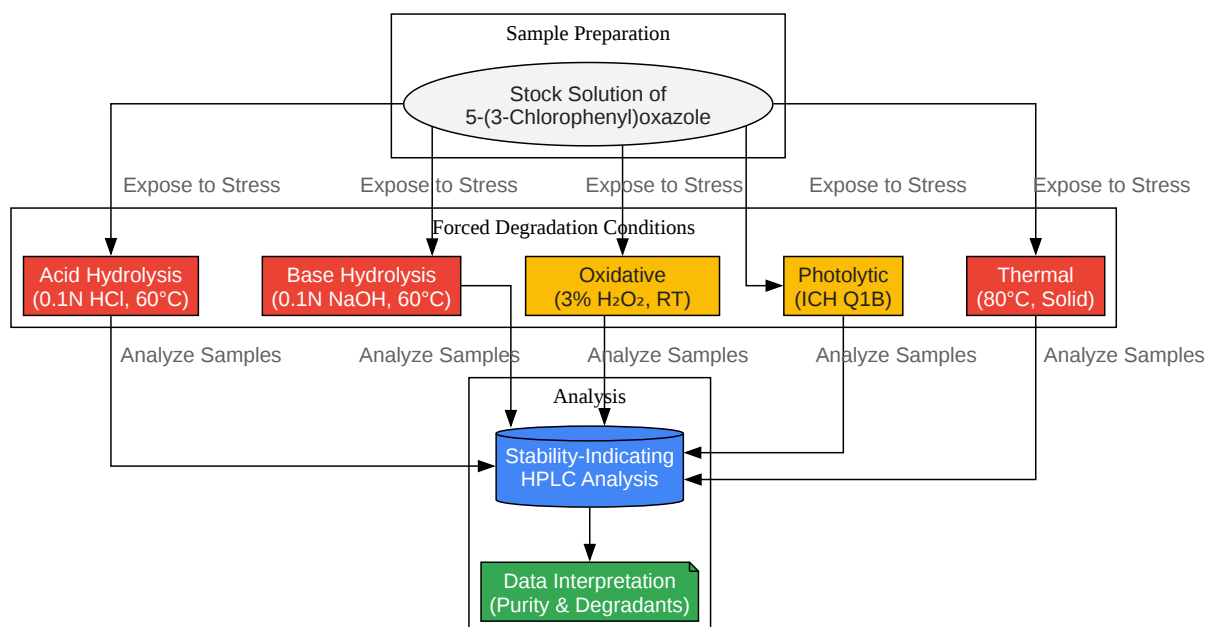 Sample Preparation
Stock Solution of
5-(3-Chlorophenyl)oxazole
Expose to Stress
Expose to Stress
Expose to Stress
Expose to Stress
Expose to Stress
Forced Degradation Conditions
Acid Hydrolysis
(0.1N HCl, 60°C)
Base Hydrolysis
(0.1N NaOH, 60°C)
Oxidative
(3% H₂O₂, RT)
Photolytic
(ICH Q1B)
Thermal
(80°C, Solid)
Analyze Samples
Analyze Samples
Analyze Samples
Analyze Samples
Analyze Samples
Analysis
Stability-Indicating
HPLC Analysis
Data Interpretation
(Purity & Degradants)